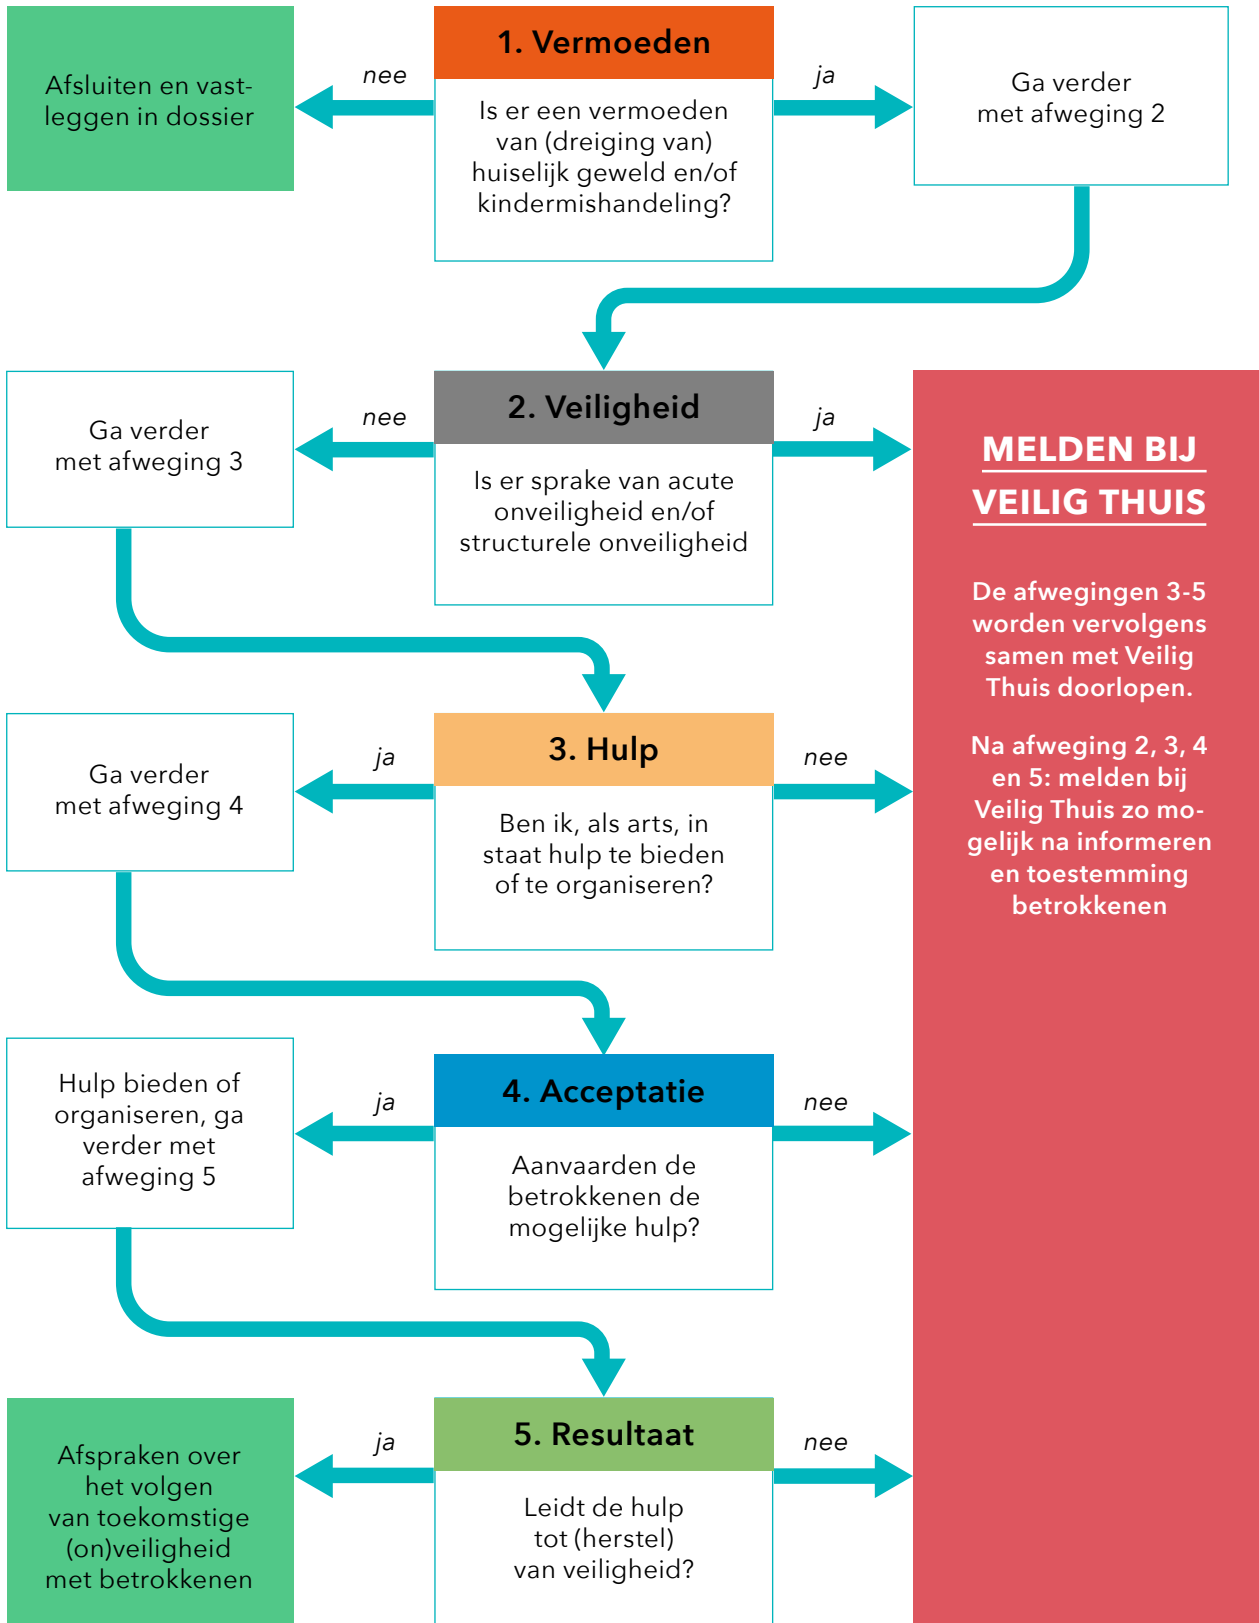 Afsluiten en vast-
leggen in dossier
nee
1. Vermoeden
Is er een vermoeden
van (dreiging van)
huiselijk geweld en/of
kindermishandeling?
ja
Ga verder
met afweging 2
Ga verder
met afweging 3
nee
2. Veiligheid
Is er sprake van acute
onveiligheid en/of
structurele onveiligheid
ja
MELDEN BIJ
VEILIG THUIS
De afwegingen 3-5
worden vervolgens
samen met Veilig
Thuis doorlopen.
Na afweging 2, 3, 4
en 5: melden bij
Veilig Thuis zo mo-
gelijk na informeren
en toestemming
betrokkenen
Ga verder
met afweging 4
ja
3. Hulp
Ben ik, als arts, in
staat hulp te bieden
of te organiseren?
nee
Hulp bieden of
organiseren, ga
verder met
afweging 5
ja
4. Acceptatie
Aanvaarden de
betrokkenen de
mogelijke hulp?
nee
Afspraken over
het volgen
van toekomstige
(on)veiligheid
met betrokkenen
ja
5. Resultaat
Leidt de hulp
tot (herstel)
van veiligheid?
nee